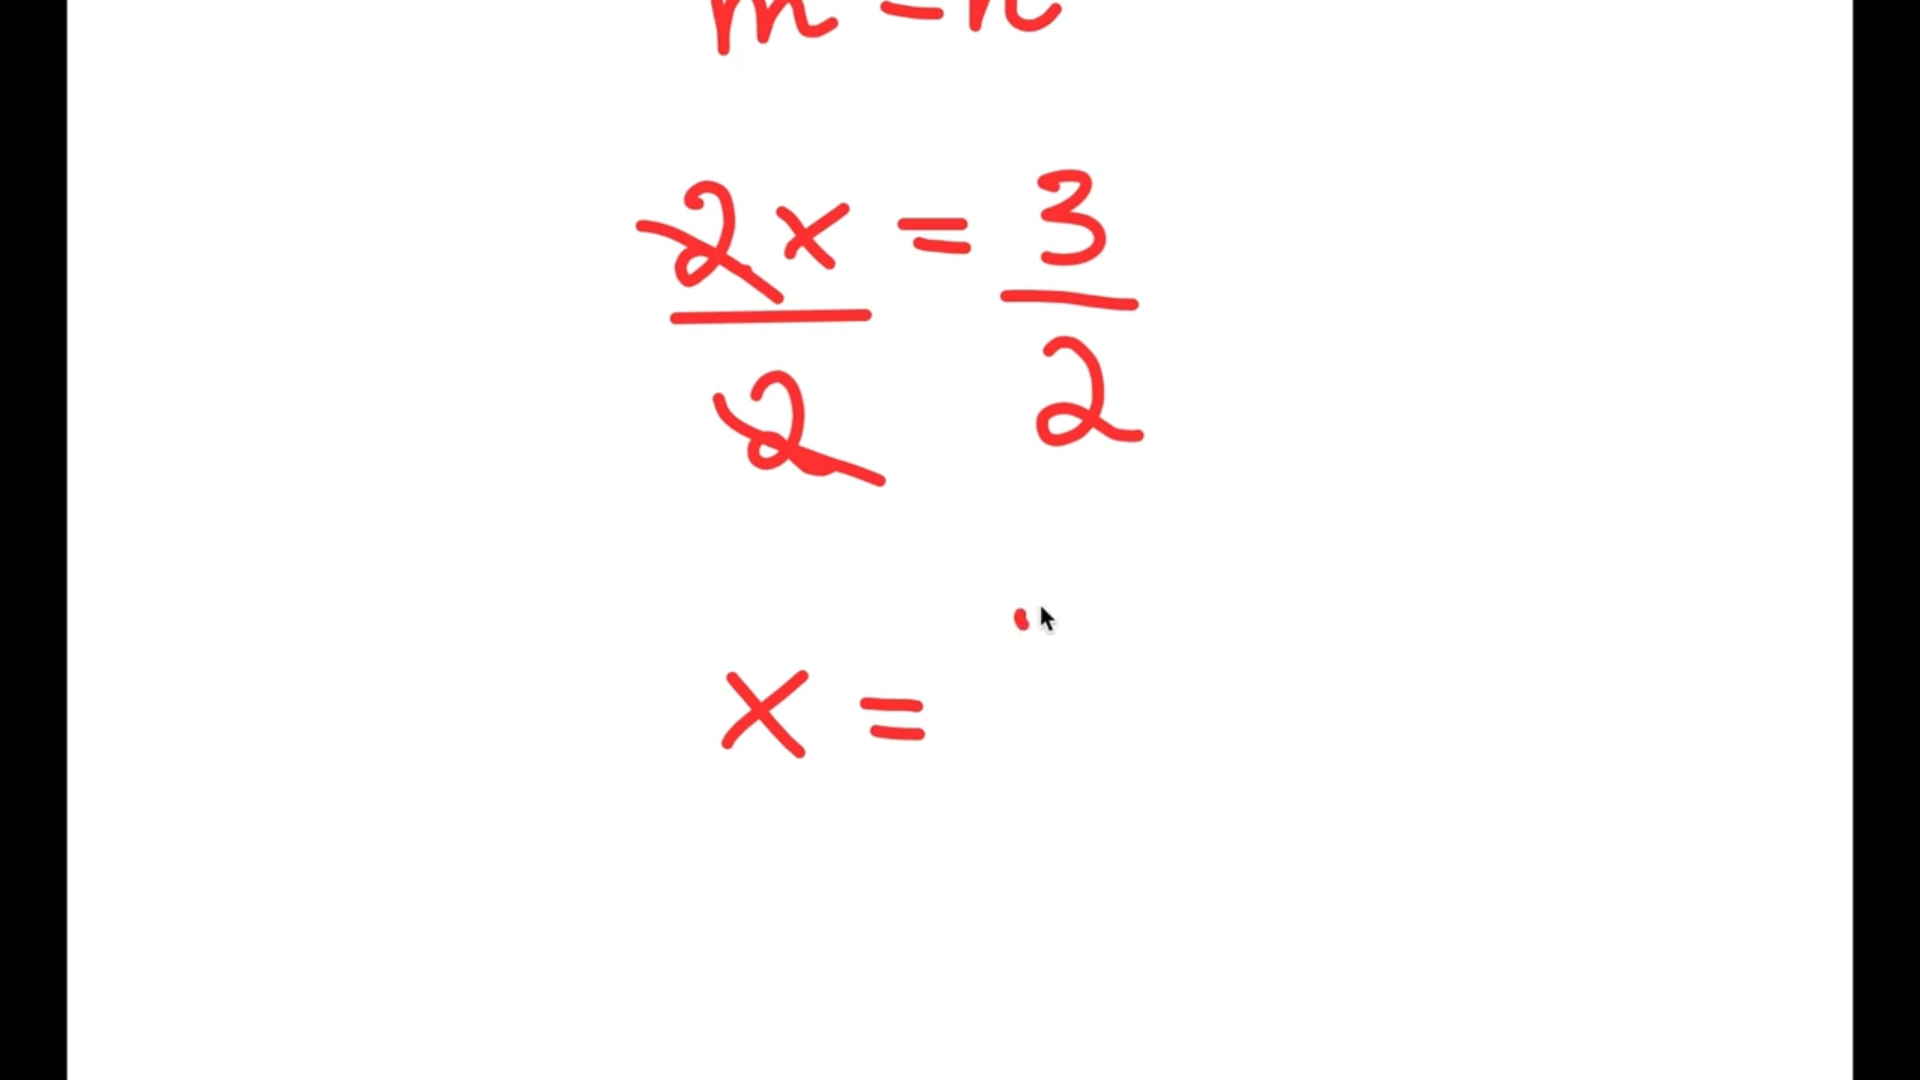 m = n
2x = 3
2 2
x =